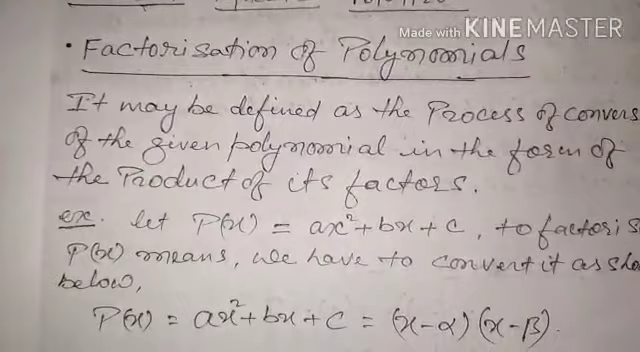 Made with KINEMASTER
• Factorisation of Polynomials
It may be defined as the Process of convers
of the given polynomial in the form of
the Product of its factors.
ex. let P(x) = ax²+bx+c, to factoris
P(x) means, we have to convert it as sho
below,
P(x) = ax²+bx+c = (x-α)(x-β).